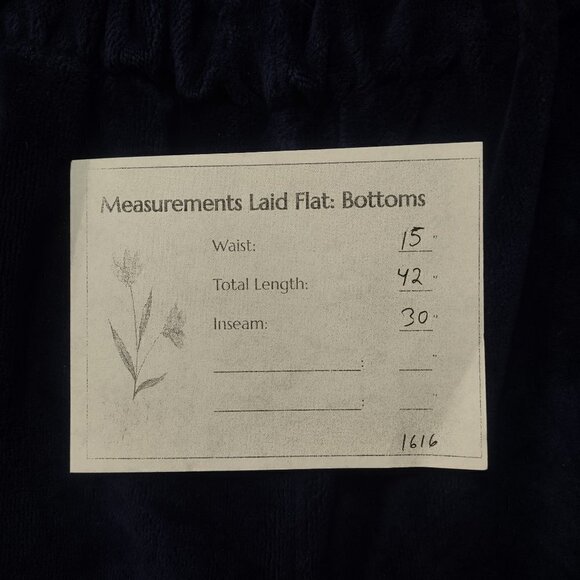 Measurements Laid Flat: Bottoms
Waist: 15"
Total Length: 42"
Inseam: 30"
: "
"
1616